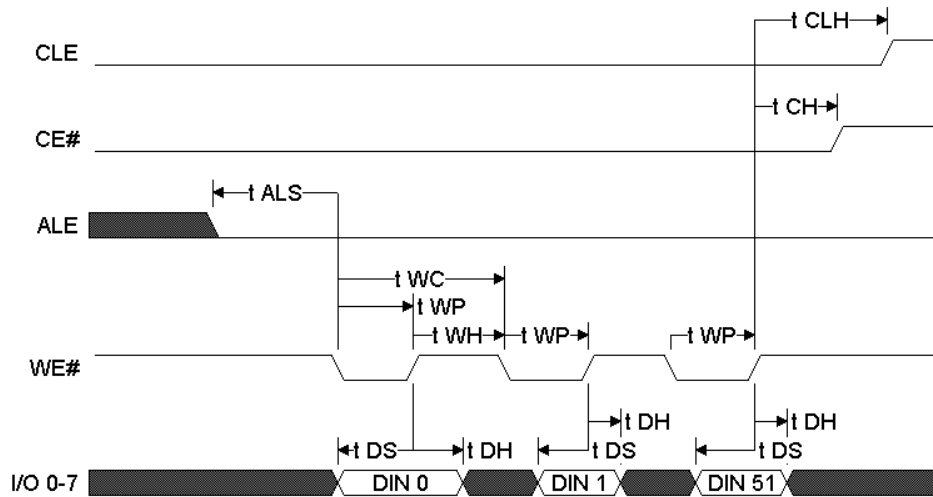 t CLH
CLE
t CH
CE#
t ALS
ALE
t WC
t WP
t WH t WP t WP
WE#
t DH t DH
t DS t DH t DS t DS
I/O 0-7 DIN 0 DIN 1 DIN 51